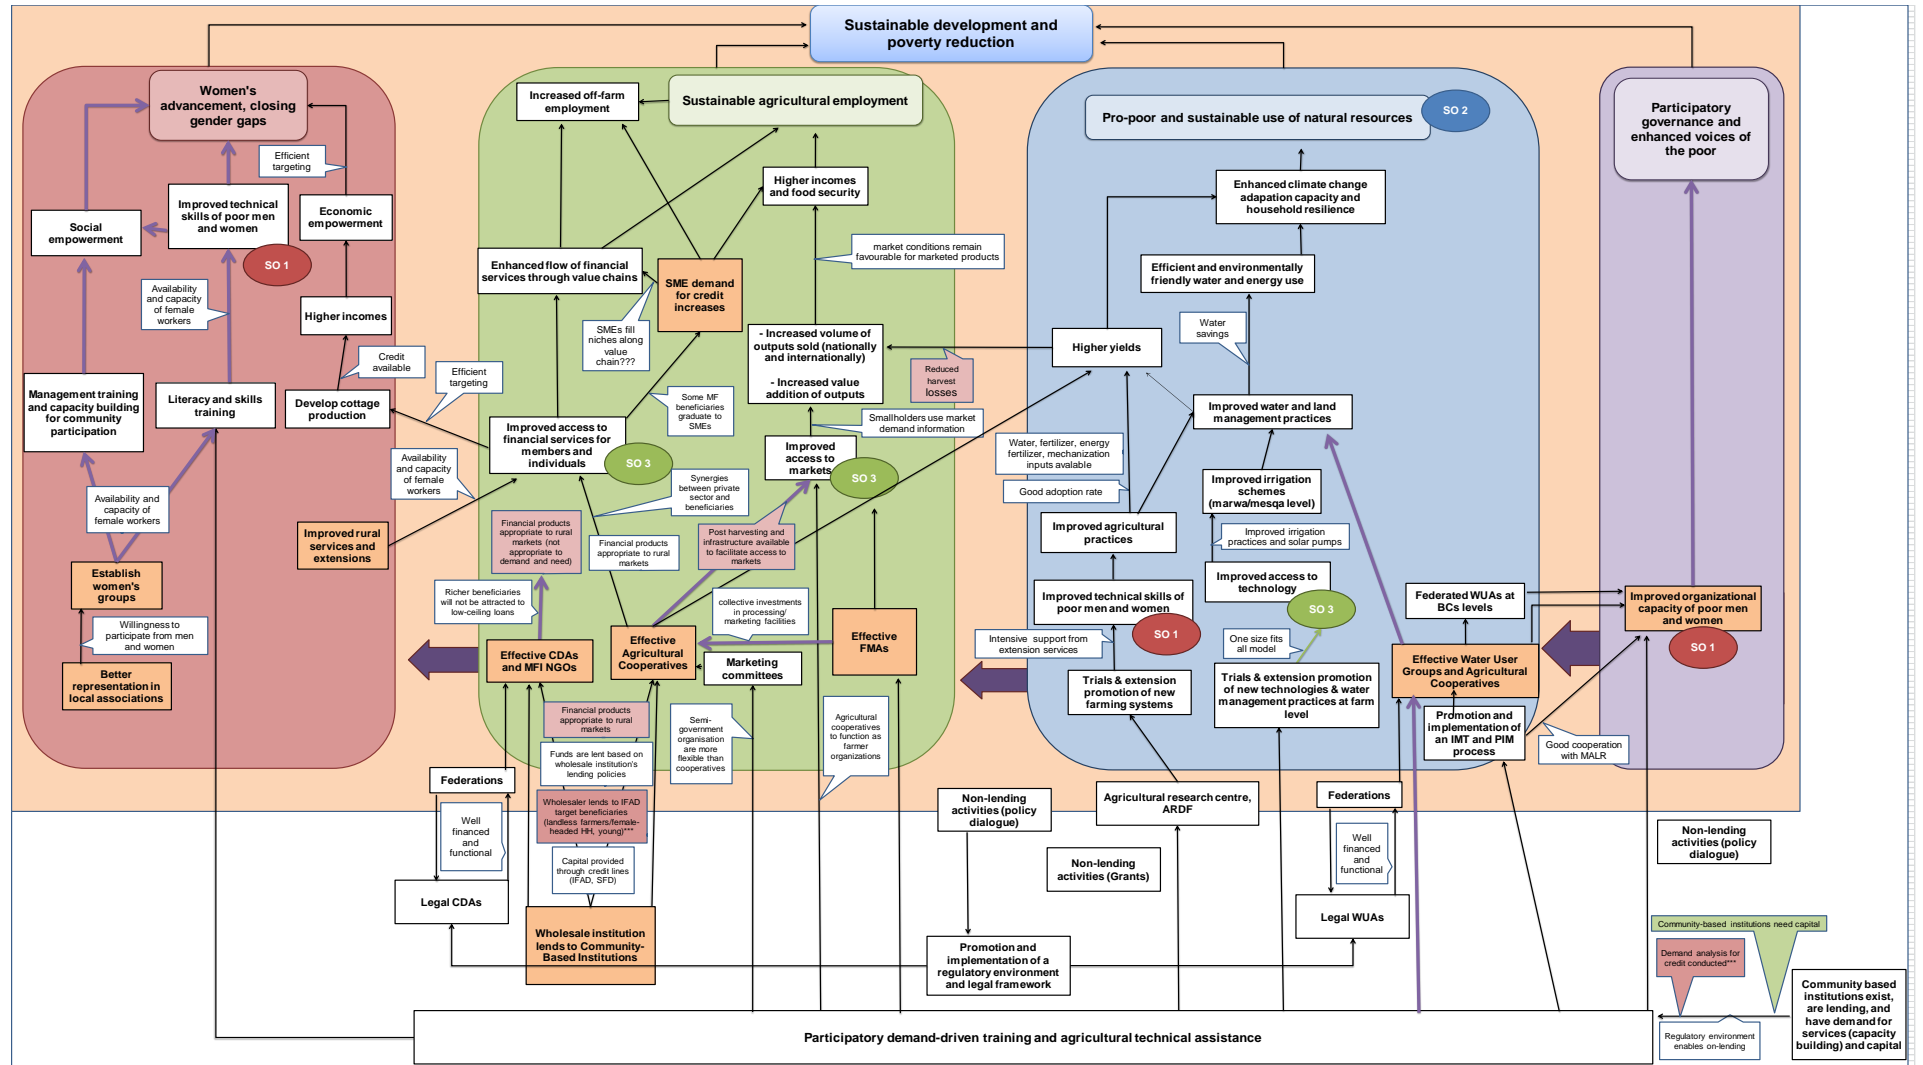 Sustainable development and
poverty reduction
Women's
advancement, closing
gender gaps
Efficient
targeting
Improved technical
skills of poor men
and women
SO 1
Social
empowerment
Economic
empowerment
Availability
and capacity
of female
workers
Higher incomes
Credit
available
Management training
and capacity building
for community
participation
Literacy and skills
training
Develop cottage
production
Efficient
targeting
Availability
and capacity
of female
workers
Availability and
capacity of
female workers
Improved rural
services and
extensions
Establish
women's
groups
Willingness to
participate from men
and women
Better
representation in
local associations
Increased off-farm
employment
Sustainable agricultural employment
Higher incomes
and food security
Enhanced flow of financial
services through value chains
SME demand
for credit
increases
market conditions remain
favourable for marketed products
SMEs fill
niches along
value
chain???
- Increased volume of
outputs sold (nationally
and internationally)
- Increased value
addition of outputs
Reduced
harvest
losses
Some MF
beneficiaries
graduate to
SMEs
Smallholders use market
demand information
Improved access to
financial services for
members and
individuals
SO 3
Improved
access to
markets
SO 3
Synergies
between private
sector and
beneficiaries
Financial products
appropriate to rural
markets (not
appropriate to
demand and need)
Financial products
appropriate to rural
markets
Post harvesting and
infrastructure available
to facilitate access to
markets
Richer beneficiaries
will not be attracted to
low-ceiling loans
collective investments
in processing/
marketing facilities
Effective CDAs
and MFI NGOs
Effective
Agricultural
Cooperatives
Effective
FMAs
Marketing
committees
Financial products
appropriate to rural
markets
Semi-
government
organisation
are more
flexible than
cooperatives
Agricultural
cooperatives
to function as
farmer
organizations
Funds are lent based on
wholesale institution's
lending policies
Federations
Wholesaler lends to IFAD
target beneficiaries
(landless farmers/female-
headed HH, young)***
Well
financed
and
functional
Capital provided
through credit lines
(IFAD, SFD)
Legal CDAs
Wholesale institution
lends to Community-
Based Institutions
Pro-poor and sustainable use of natural resources
SO 2
Enhanced climate change
adapation capacity and
household resilience
Efficient and environmentally
friendly water and energy use
Water
savings
Higher yields
Improved water and land
management practices
Water, fertilizer, energy
fertilizer, mechanization
inputs avalable
Good adoption rate
Improved irrigation
schemes
(marwa/mesqa level)
Improved agricultural
practices
Improved irrigation
practices and solar pumps
Improved technical skills of
poor men and women
SO 1
Improved access to
technology
SO 3
Intensive support from
extension services
One size fits
all model
Trials & extension
promotion of new
farming systems
Trials & extension promotion
of new technologies & water
management practices at farm
level
Federated WUAs at
BCs levels
Effective Water User
Groups and Agricultural
Cooperatives
Promotion and
implementation of
an IMT and PIM
process
Good cooperation
with MALR
Participatory
governance and
enhanced voices of
the poor
Improved organizational
capacity of poor men
and women
SO 1
Non-lending
activities (policy
dialogue)
Agricultural research centre,
ARDF
Federations
Non-lending
activities (policy
dialogue)
Non-lending
activities (Grants)
Well
financed
and
functional
Legal WUAs
Promotion and
implementation of a
regulatory environment
and legal framework
Community-based institutions need capital
Demand analysis for
credit conducted***
Regulatory environment
enables on-lending
Community based
institutions exist,
are lending, and
have demand for
services (capacity
building) and capital
Participatory demand-driven training and agricultural technical assistance